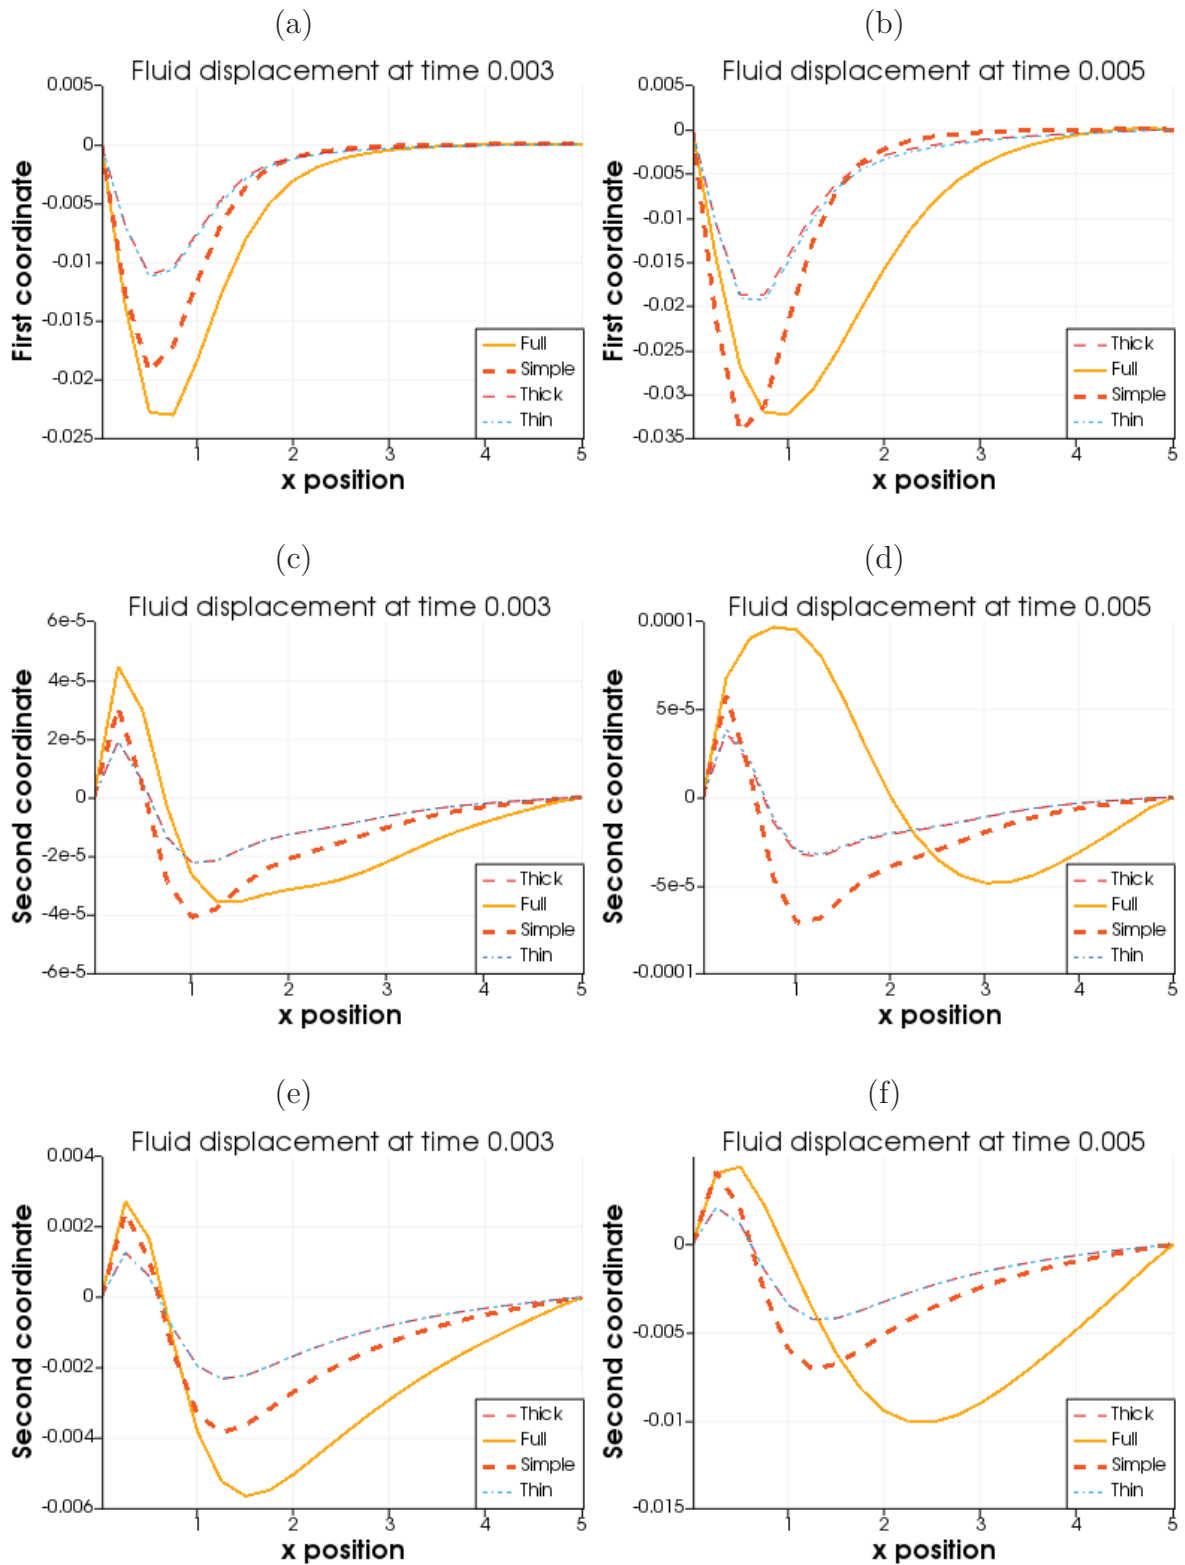 (a)
Fluid displacement at time 0.003
First coordinate
0.005
0
-0.005
-0.01
-0.015
-0.02
-0.025
Full
Simple
Thick
Thin
1 2 3 4 5
x position
(b)
Fluid displacement at time 0.005
First coordinate
0.005
0
-0.005
-0.01
-0.015
-0.02
-0.025
-0.03
-0.035
Thick
Full
Simple
Thin
1 2 3 4 5
x position
(c)
Fluid displacement at time 0.003
Second coordinate
6e-5
4e-5
2e-5
0
-2e-5
-4e-5
-6e-5
Thick
Full
Simple
Thin
1 2 3 4 5
x position
(d)
Fluid displacement at time 0.005
Second coordinate
0.0001
5e-5
0
-5e-5
-0.0001
Thick
Full
Simple
Thin
1 2 3 4 5
x position
(e)
Fluid displacement at time 0.003
Second coordinate
0.004
0.002
0
-0.002
-0.004
-0.006
Thick
Full
Simple
Thin
1 2 3 4 5
x position
(f)
Fluid displacement at time 0.005
Second coordinate
0
-0.005
-0.01
-0.015
Thick
Full
Simple
Thin
1 2 3 4 5
x position